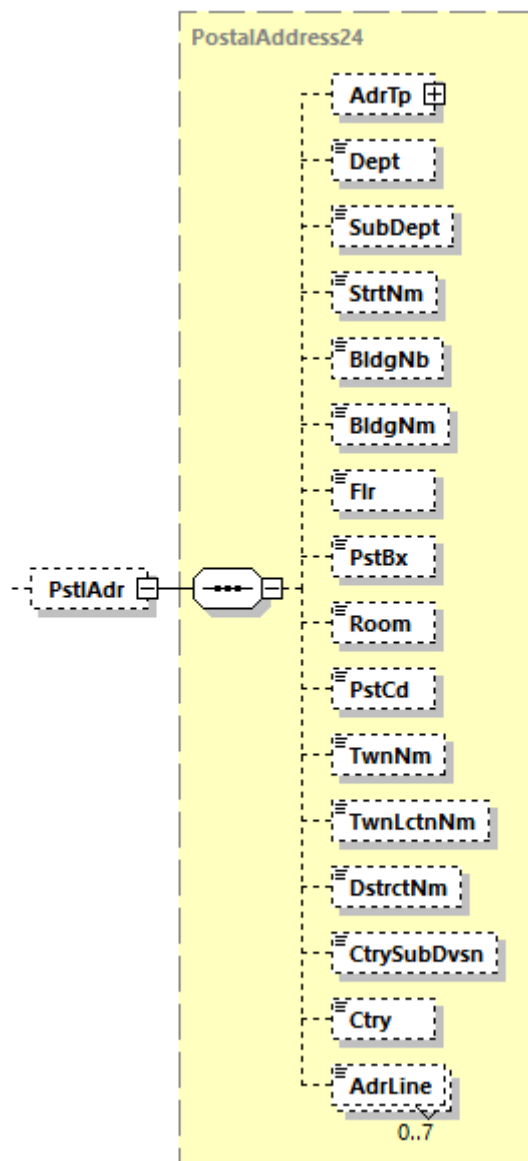 PostalAddress24
AdrTp
Dept
SubDept
StrtNm
BldgNb
BldgNm
Flr
PstlAdr
PstBx
Room
PstCd
TwnNm
TwnLctnNm
DstrctNm
CtrySubDvsn
Ctry
AdrLine
0..7